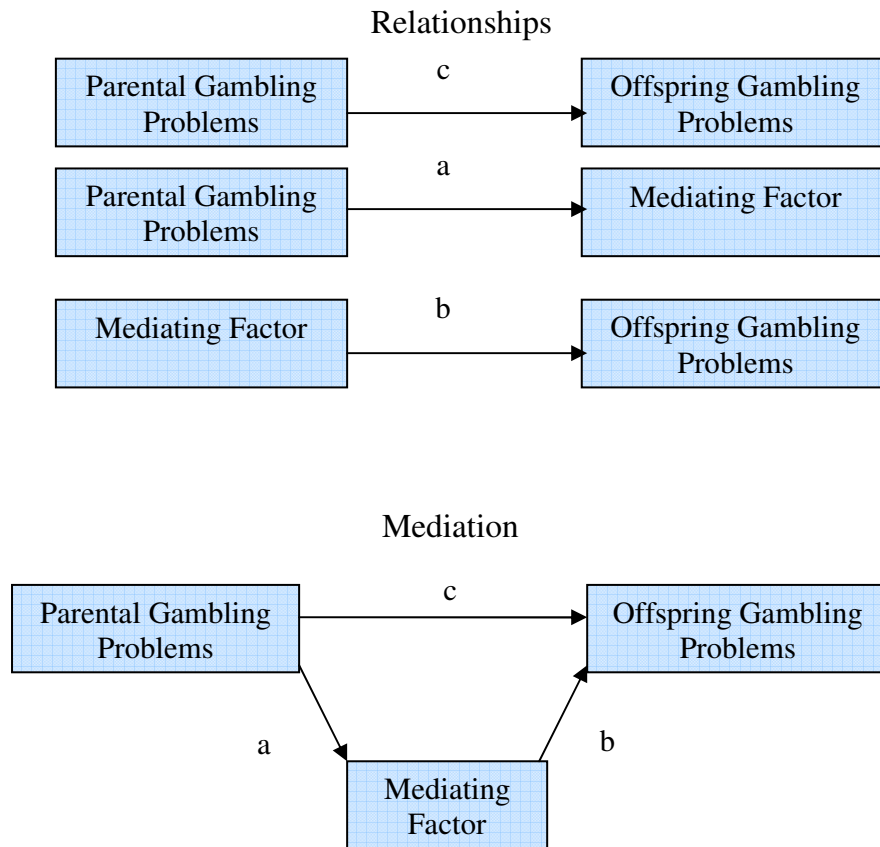 Relationships
c
Parental Gambling
Problems
Offspring Gambling
Problems
a
Parental Gambling
Problems
Mediating Factor
b
Mediating Factor
Offspring Gambling
Problems
Mediation
c
Parental Gambling
Problems
Offspring Gambling
Problems
a
b
Mediating
Factor